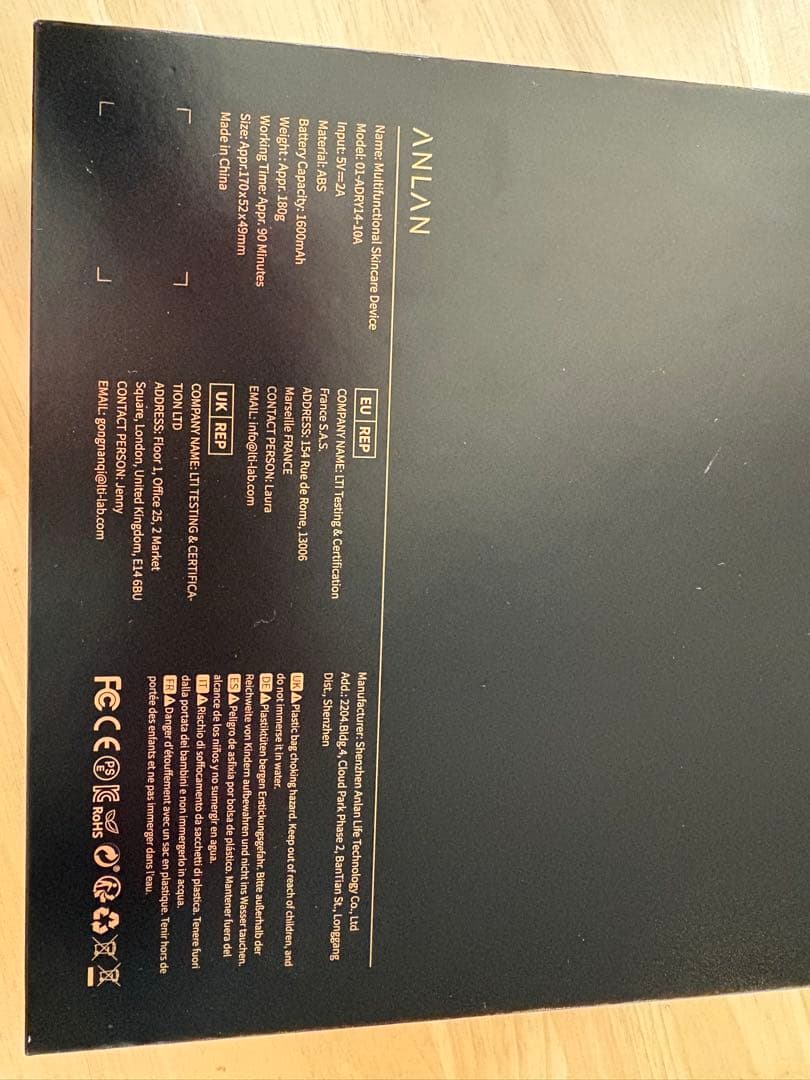 ANLAN
Name: Multifunctional Skincare Device
Model: 01-ADRY14-10A
Input: 5V⎓2A
Material: ABS
Battery Capacity: 1600mAh
Weight: Appr. 180g
Working Time: Appr. 90 Minutes
Size: Appr.170x52x49mm
Made in China
EU REP
COMPANY NAME: LTI Testing & Certification
France S.A.S.
ADDRESS: 154 Rue de Rome, 13006
Marseille FRANCE
CONTACT PERSON: Laura
EMAIL: info@lti-lab.com
UK REP
COMPANY NAME: LTI TESTING & CERTIFICA-
TION LTD
ADDRESS: Floor 1, Office 25, 2 Market
Square, London, United Kingdom, E14 6BU
CONTACT PERSON: Jenny
EMAIL: gongnanqi@lti-lab.com
Manufacturer: Shenzhen Anlan Life Technology Co., Ltd
Add.: 2204.Bldg.4, Cloud Park Phase 2, BanTian St., Longgang
Dist., Shenzhen
UK Plastic bag choking hazard. Keep out of reach of children, and
do not immerse it in water.
DE Plastiktüten bergen Erstickungsgefahr. Bitte außerhalb der
Reichweite von Kindern aufbewahren und nicht ins Wasser tauchen.
ES Peligro de asfixia por bolsa de plástico. Mantener fuera del
alcance de los niños y no sumergir en agua.
IT Rischio di soffocamento da sacchetti di plastica. Tenere fuori
dalla portata dei bambini e non immergerlo in acqua.
FR Danger d'étouffement avec un sac en plastique. Tenir hors de
portée des enfants et ne pas immerger dans l'eau.
FC CE PS E RoHS